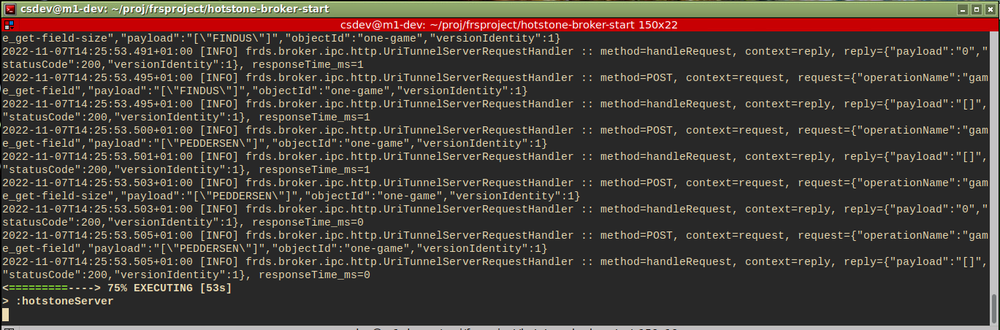 csdev@m1-dev: ~/proj/frsproject/hotstone-broker-start
csdev@m1-dev: ~/proj/frsproject/hotstone-broker-start 150x22
e_get-field-size","payload":"[\"FINDUS\"]","objectId":"one-game","versionIdentity":1}
2022-11-07T14:25:53.491+01:00 [INFO] frds.broker.ipc.http.UriTunnelServerRequestHandler :: method=handleRequest, context=reply, reply={"payload":"0","
statusCode":200,"versionIdentity":1}, responseTime_ms=1
2022-11-07T14:25:53.495+01:00 [INFO] frds.broker.ipc.http.UriTunnelServerRequestHandler :: method=POST, context=request, request={"operationName":"gam
e_get-field","payload":"[\"FINDUS\"]","objectId":"one-game","versionIdentity":1}
2022-11-07T14:25:53.495+01:00 [INFO] frds.broker.ipc.http.UriTunnelServerRequestHandler :: method=handleRequest, context=reply, reply={"payload":"[]",
"statusCode":200,"versionIdentity":1}, responseTime_ms=1
2022-11-07T14:25:53.500+01:00 [INFO] frds.broker.ipc.http.UriTunnelServerRequestHandler :: method=POST, context=request, request={"operationName":"gam
e_get-field","payload":"[\"PEDDERSEN\"]","objectId":"one-game","versionIdentity":1}
2022-11-07T14:25:53.501+01:00 [INFO] frds.broker.ipc.http.UriTunnelServerRequestHandler :: method=handleRequest, context=reply, reply={"payload":"[]",
"statusCode":200,"versionIdentity":1}, responseTime_ms=1
2022-11-07T14:25:53.503+01:00 [INFO] frds.broker.ipc.http.UriTunnelServerRequestHandler :: method=POST, context=request, request={"operationName":"gam
e_get-field-size","payload":"[\"PEDDERSEN\"]","objectId":"one-game","versionIdentity":1}
2022-11-07T14:25:53.503+01:00 [INFO] frds.broker.ipc.http.UriTunnelServerRequestHandler :: method=handleRequest, context=reply, reply={"payload":"0","
statusCode":200,"versionIdentity":1}, responseTime_ms=0
2022-11-07T14:25:53.505+01:00 [INFO] frds.broker.ipc.http.UriTunnelServerRequestHandler :: method=POST, context=request, request={"operationName":"gam
e_get-field","payload":"[\"PEDDERSEN\"]","objectId":"one-game","versionIdentity":1}
2022-11-07T14:25:53.505+01:00 [INFO] frds.broker.ipc.http.UriTunnelServerRequestHandler :: method=handleRequest, context=reply, reply={"payload":"[]",
"statusCode":200,"versionIdentity":1}, responseTime_ms=0
<=========----> 75% EXECUTING [53s]
> :hotstoneServer